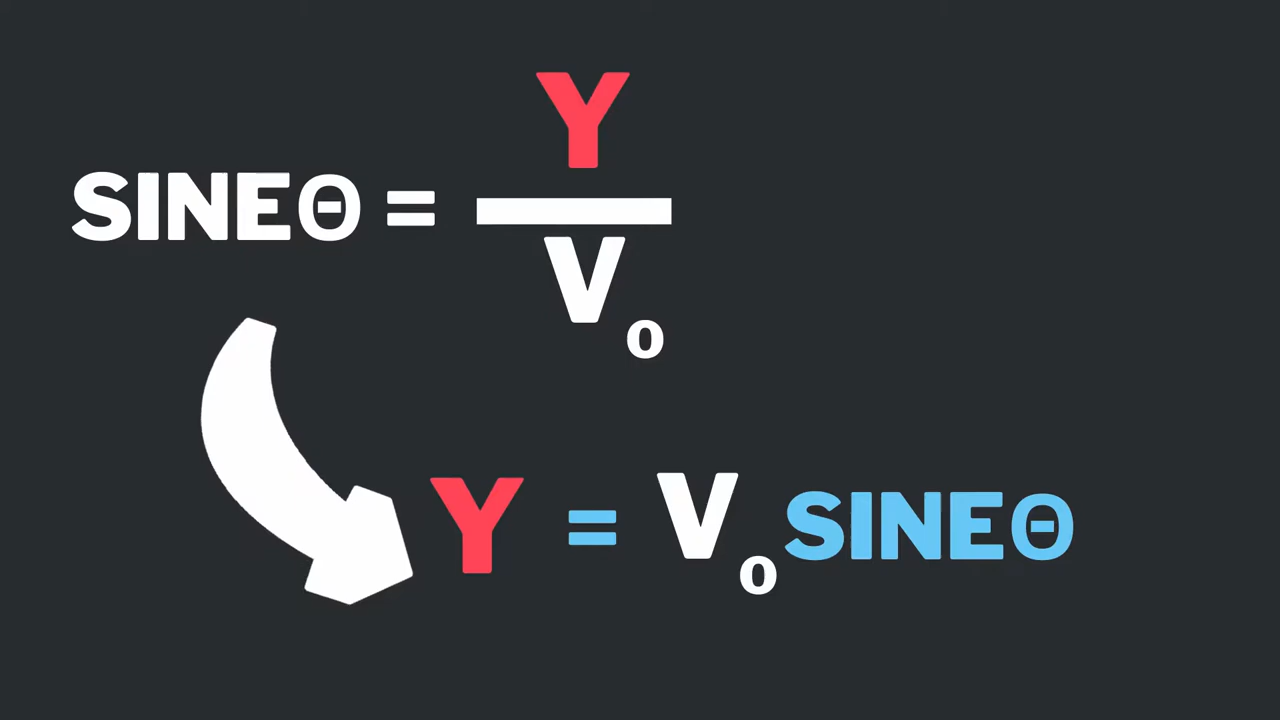 SINEΘ = Y
V₀
Y = V₀SINEΘ